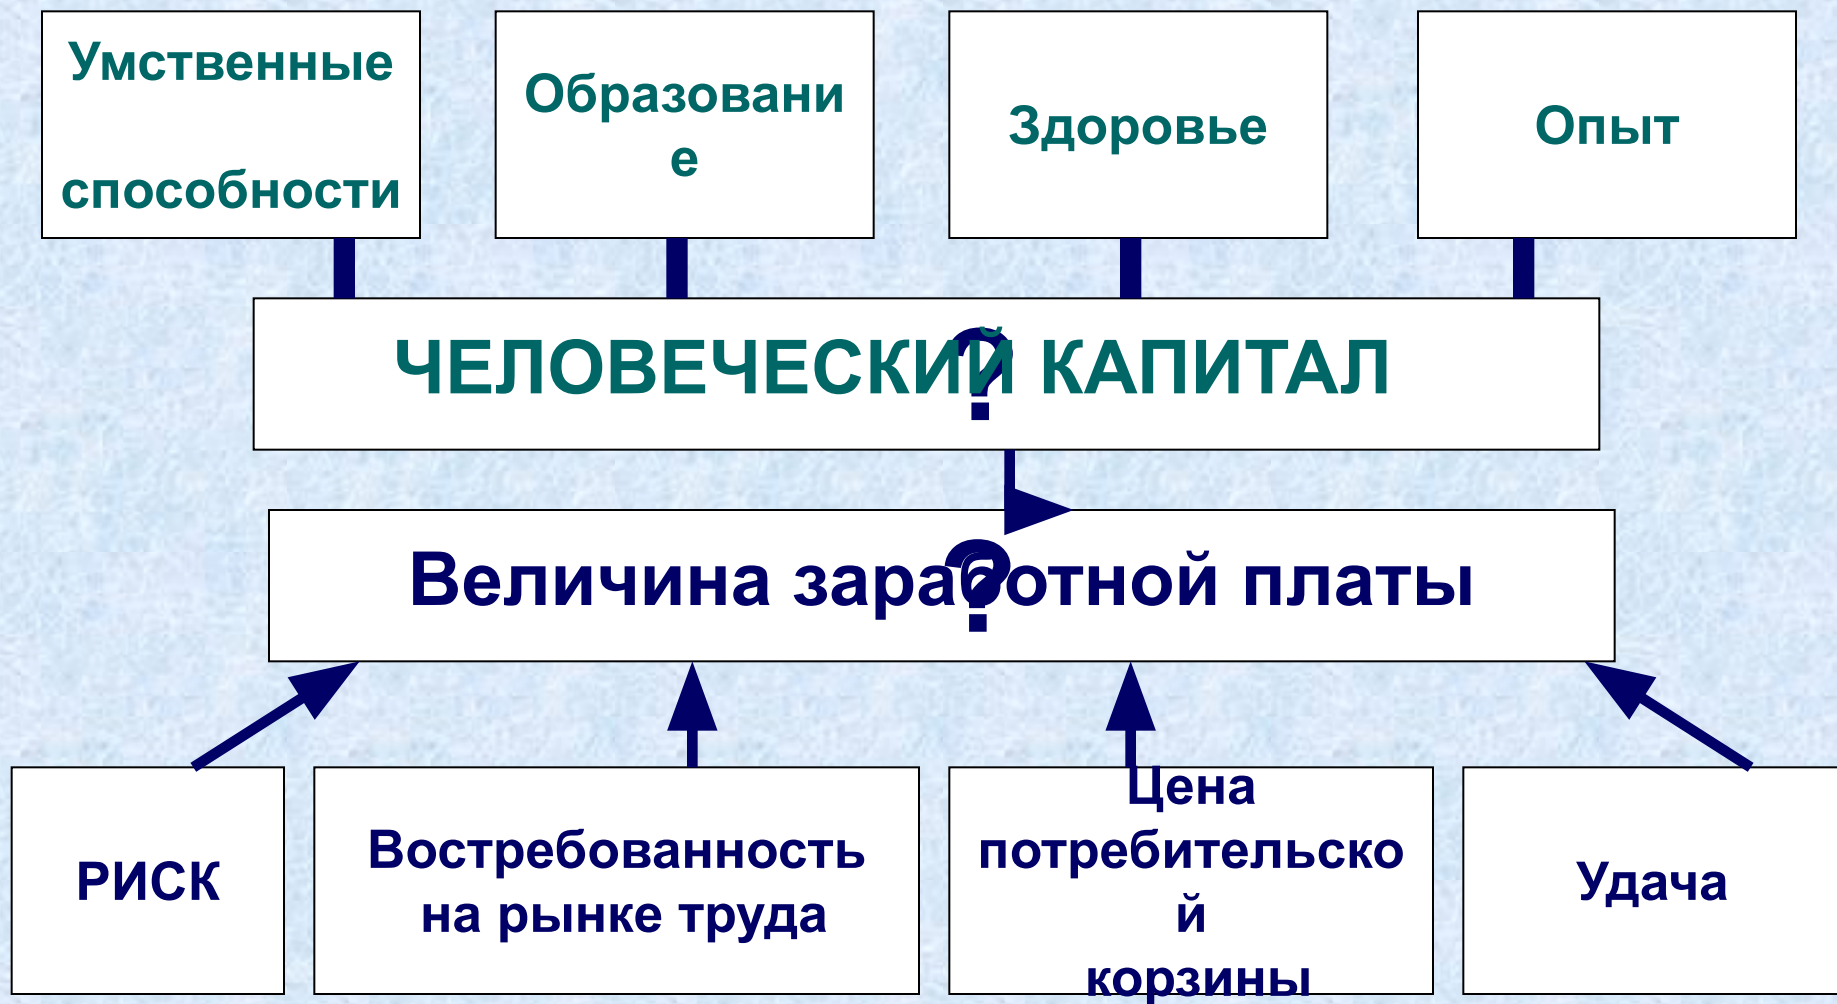 Умственные
способности
Образовани
е
Здоровье
Опыт
?
ЧЕЛОВЕЧЕСКИЙ КАПИТАЛ
?
Величина заработной платы
РИСК
Востребованность
на рынке труда
Цена
потребительско
й
корзины
Удача